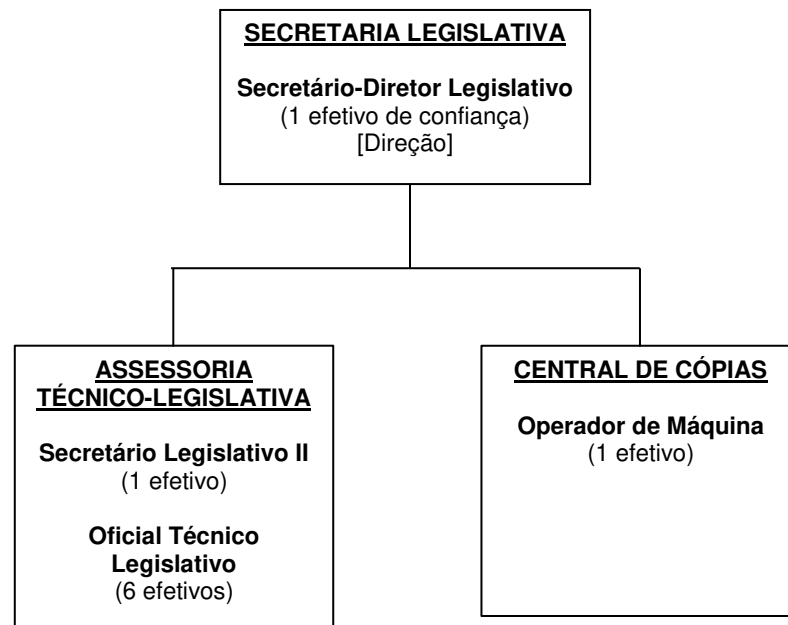 SECRETARIA LEGISLATIVA
Secretário-Diretor Legislativo
(1 efetivo de confiança)
[Direção]
ASSESSORIA
TÉCNICO-LEGISLATIVA
Secretário Legislativo II
(1 efetivo)
Oficial Técnico
Legislativo
(6 efetivos)
CENTRAL DE CÓPIAS
Operador de Máquina
(1 efetivo)